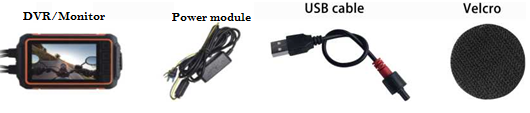 DVR/Monitor
Power module
USB cable
Velcro